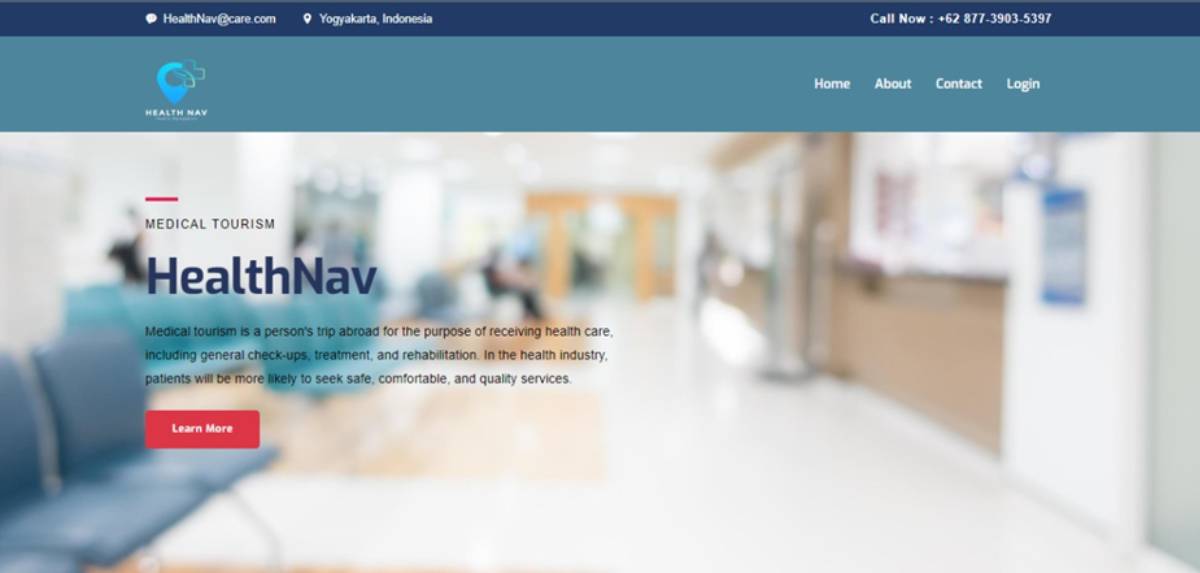 HealthNav@care.com
Yogyakarta, Indonesia
Call Now : +62 877-3903-5397
HEALTH NAV
Home
About
Contact
Login
MEDICAL TOURISM
HealthNav
Medical tourism is a person's trip abroad for the purpose of receiving health care,
including general check-ups, treatment, and rehabilitation. In the health industry,
patients will be more likely to seek safe, comfortable, and quality services.
Learn More